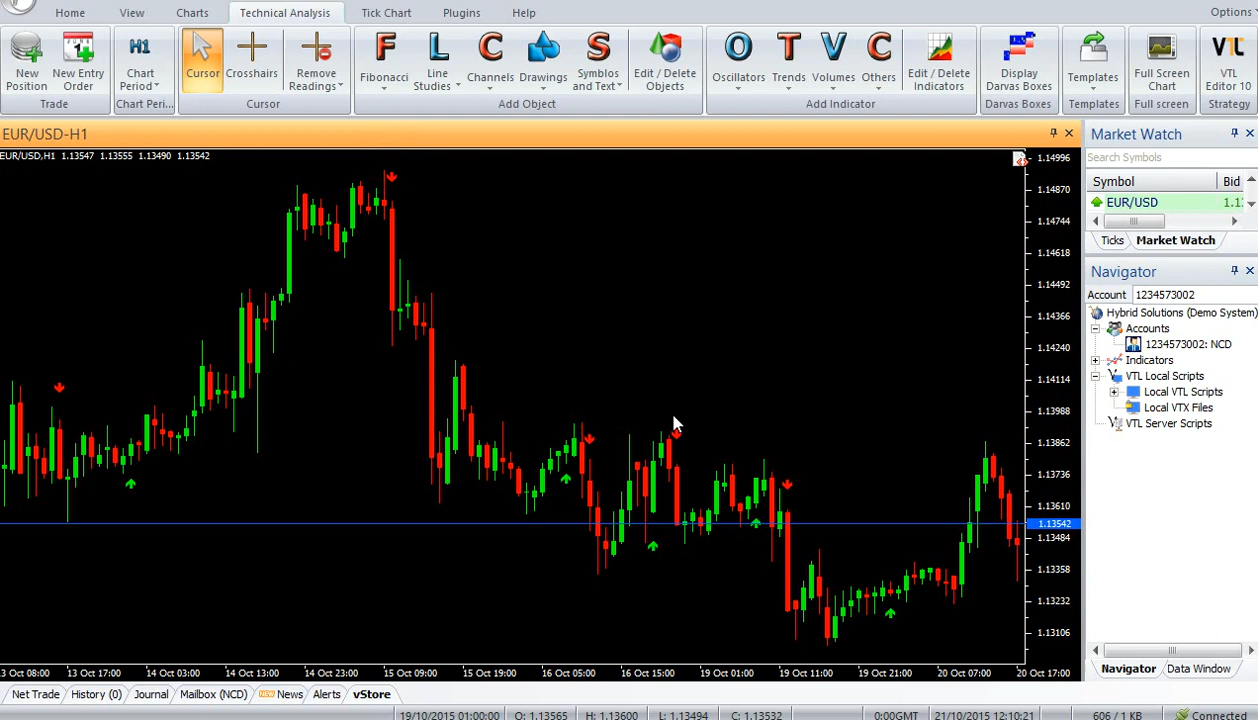 Home View Charts Technical Analysis Tick Chart Plugins Help Options
H1 F L C S O T V C VTL
New Position
New Entry Order
Chart Period
Cursor
Crosshairs
Remove Readings
Fibonacci
Line Studies
Channels
Drawings
Symblos and Text
Edit / Delete Objects
Oscillators
Trends
Volumes
Others
Edit / Delete Indicators
Display Darvas Boxes
Templates
Full Screen Chart
VTL Editor 10
Trade Chart Peri... Cursor Add Object Add Indicator Darvas Boxes Templates Full screen Strategy
EUR/USD-H1
EUR/USD,H1 1.13547 1.13555 1.13490 1.13542
1.14996
1.14870
1.14744
1.14618
1.14492
1.14366
1.14240
1.14114
1.13988
1.13862
1.13736
1.13610
1.13542
1.13484
1.13358
1.13232
1.13106
3 Oct 08:00 13 Oct 17:00 14 Oct 03:00 14 Oct 13:00 14 Oct 23:00 15 Oct 09:00 15 Oct 19:00 16 Oct 05:00 16 Oct 15:00 19 Oct 01:00 19 Oct 11:00 19 Oct 21:00 20 Oct 07:00 20 Oct 17:00
Market Watch
Search Symbols
Symbol Bid
EUR/USD 1.1
Ticks Market Watch
Navigator
Account 1234573002
Hybrid Solutions (Demo System)
Accounts
1234573002: NCD
Indicators
VTL Local Scripts
Local VTL Scripts
Local VTX Files
VTL Server Scripts
Navigator Data Window
Net Trade History (0) Journal Mailbox (NCD) NEW News Alerts vStore
19/10/2015 01:00:00 O: 1.13565 H: 1.13600 L: 1.13494 C: 1.13532 0:00GMT 21/10/2015 12:10:21 606 / 1 KB Connected